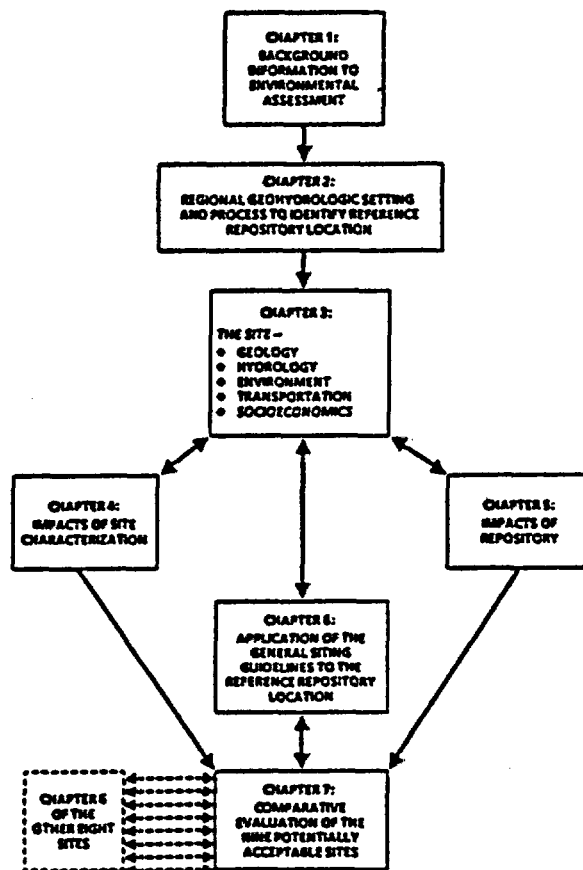 CHAPTER 1:
BACKGROUND
INFORMATION TO
ENVIRONMENTAL
ASSESSMENT
CHAPTER 2:
REGIONAL GEOHYDROLOGIC SETTING
AND PROCESS TO IDENTIFY REFERENCE
REPOSITORY LOCATION
CHAPTER 3:
THE SITE –
• GEOLOGY
• HYDROLOGY
• ENVIRONMENT
• TRANSPORTATION
• SOCIOECONOMICS
CHAPTER 4:
IMPACTS OF SITE
CHARACTERIZATION
CHAPTER 5:
IMPACTS OF
REPOSITORY
CHAPTER 6:
APPLICATION OF THE
GENERAL SITING
GUIDELINES TO THE
REFERENCE REPOSITORY
LOCATION
CHAPTER 6
OF THE
OTHER EIGHT
SITES
CHAPTER 7:
COMPARATIVE
EVALUATION OF THE
NINE POTENTIALLY
ACCEPTABLE SITES